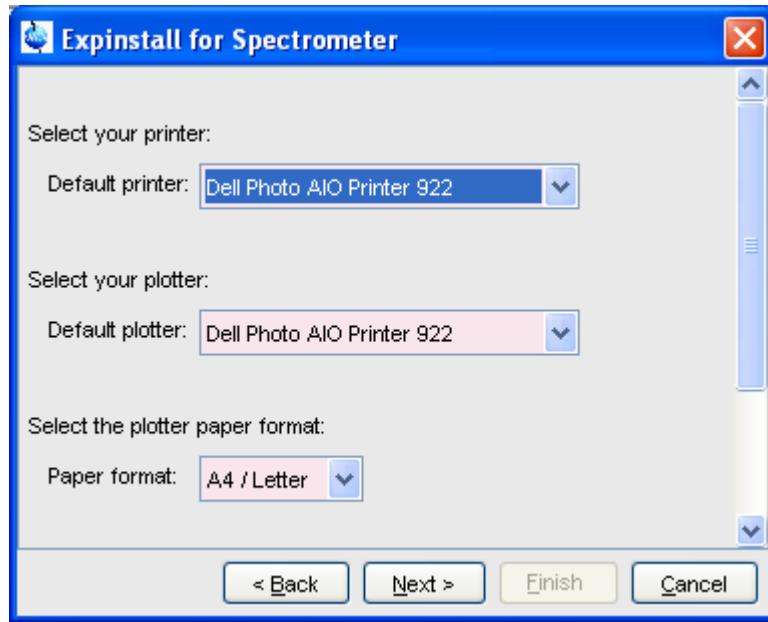 Expinstall for Spectrometer
Select your printer:
Default printer: Dell Photo AIO Printer 922
Select your plotter:
Default plotter: Dell Photo AIO Printer 922
Select the plotter paper format:
Paper format: A4 / Letter
< Back Next > Finish Cancel